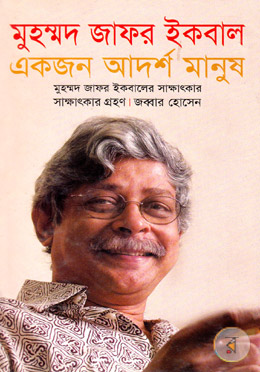 মুহম্মদ জাফর ইকবাল
একজন আদর্শ মানুষ
মুহম্মদ জাফর ইকবালের সাক্ষাৎকার
সাক্ষাৎকার গ্রহণ। জব্বার হোসেন